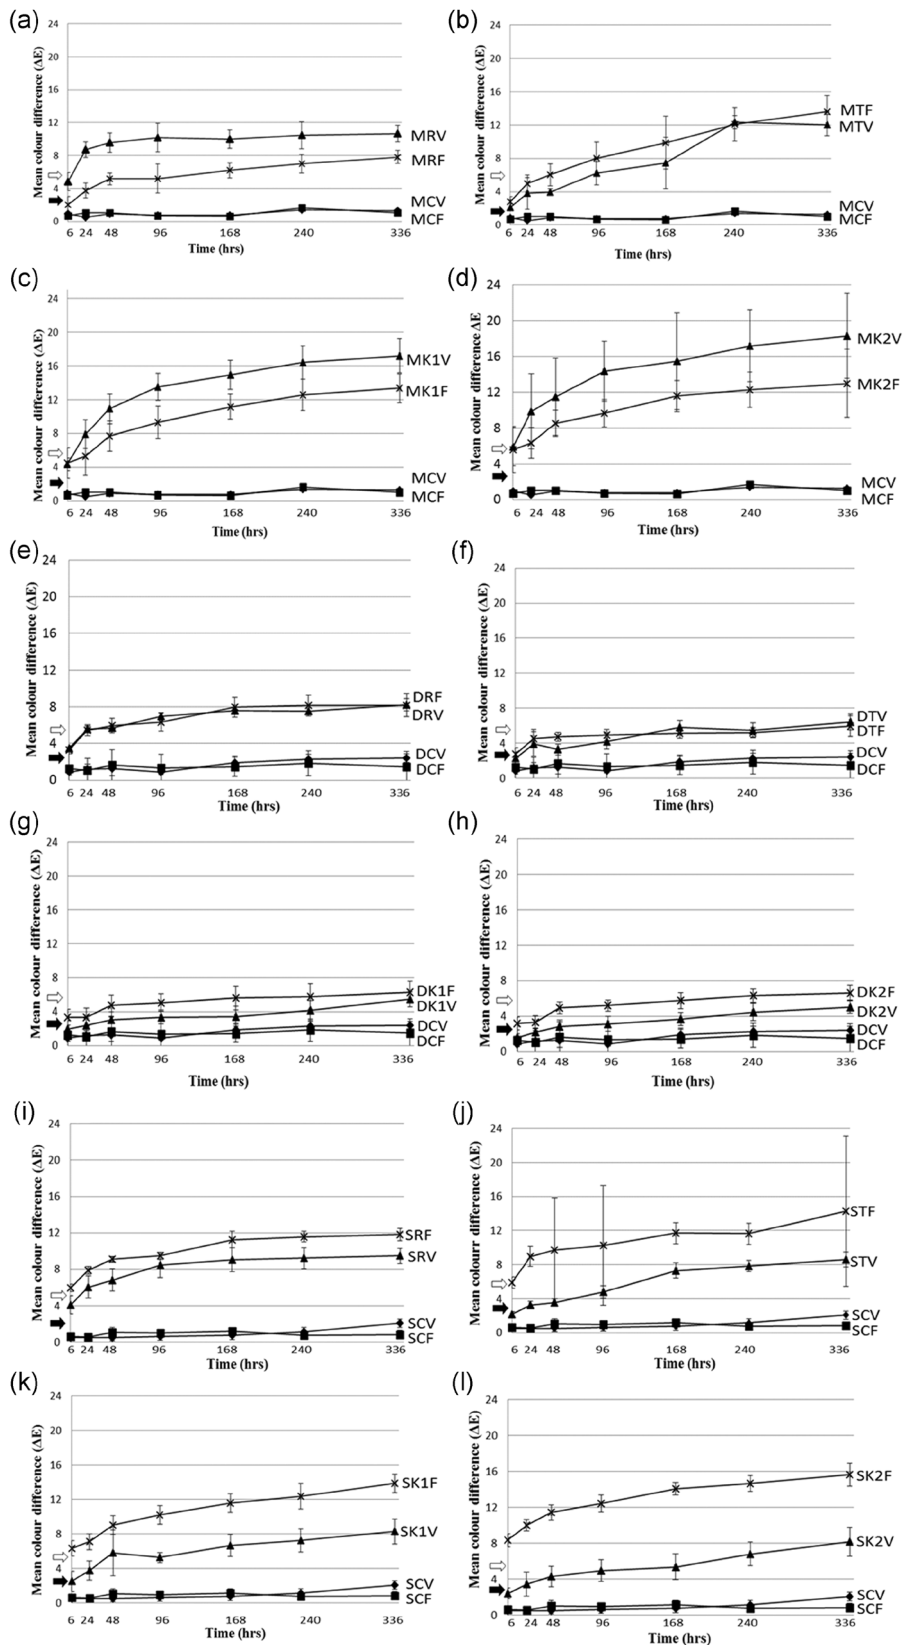 (a)
Mean colour difference (ΔE)
24
20
16
12
8
4
0
6 24 48 96 168 240 336
Time (hrs)
MRV
MRF
MCV
MCF
(b)
Mean colour difference (ΔE)
24
20
16
12
8
4
0
6 24 48 96 168 240 336
Time (hrs)
MTF
MTV
MCV
MCF
(c)
Mean colour difference (ΔE)
24
20
16
12
8
4
0
6 24 48 96 168 240 336
Time (hrs)
MK1V
MK1F
MCV
MCF
(d)
Mean colour difference ΔE
24
20
16
12
8
4
0
6 24 48 96 168 240 336
Time (hrs)
MK2V
MK2F
MCV
MCF
(e)
Mean colour difference (ΔE)
24
20
16
12
8
4
0
6 24 48 96 168 240 336
Time (hrs)
DRF
DRV
DCV
DCF
(f)
Mean colour difference (ΔE)
24
20
16
12
8
4
0
6 24 48 96 168 240 336
Time (hrs)
DTV
DTF
DCV
DCF
(g)
Mean colour difference (ΔE)
24
20
16
12
8
4
0
6 24 48 96 168 240 336
Time (hrs)
DK1F
DK1V
DCV
DCF
(h)
Mean colour difference (ΔE)
24
20
16
12
8
4
0
6 24 48 96 168 240 336
Time (hrs)
DK2F
DK2V
DCV
DCF
(i)
Mean colour difference (ΔE)
24
20
16
12
8
4
0
6 24 48 96 168 240 336
Time (hrs)
SRF
SRV
SCV
SCF
(j)
Mean colourr difference (ΔE)
24
20
16
12
8
4
0
6 24 48 96 168 240 336
Time (hrs)
STF
STV
SCV
SCF
(k)
Mean colour difference (ΔE)
24
20
16
12
8
4
0
6 24 48 96 168 240 336
Time (hrs)
SK1F
SK1V
SCV
SCF
(l)
Mean colour difference (ΔE)
24
20
16
12
8
4
0
6 24 48 96 168 240 336
Time (hrs)
SK2F
SK2V
SCV
SCF